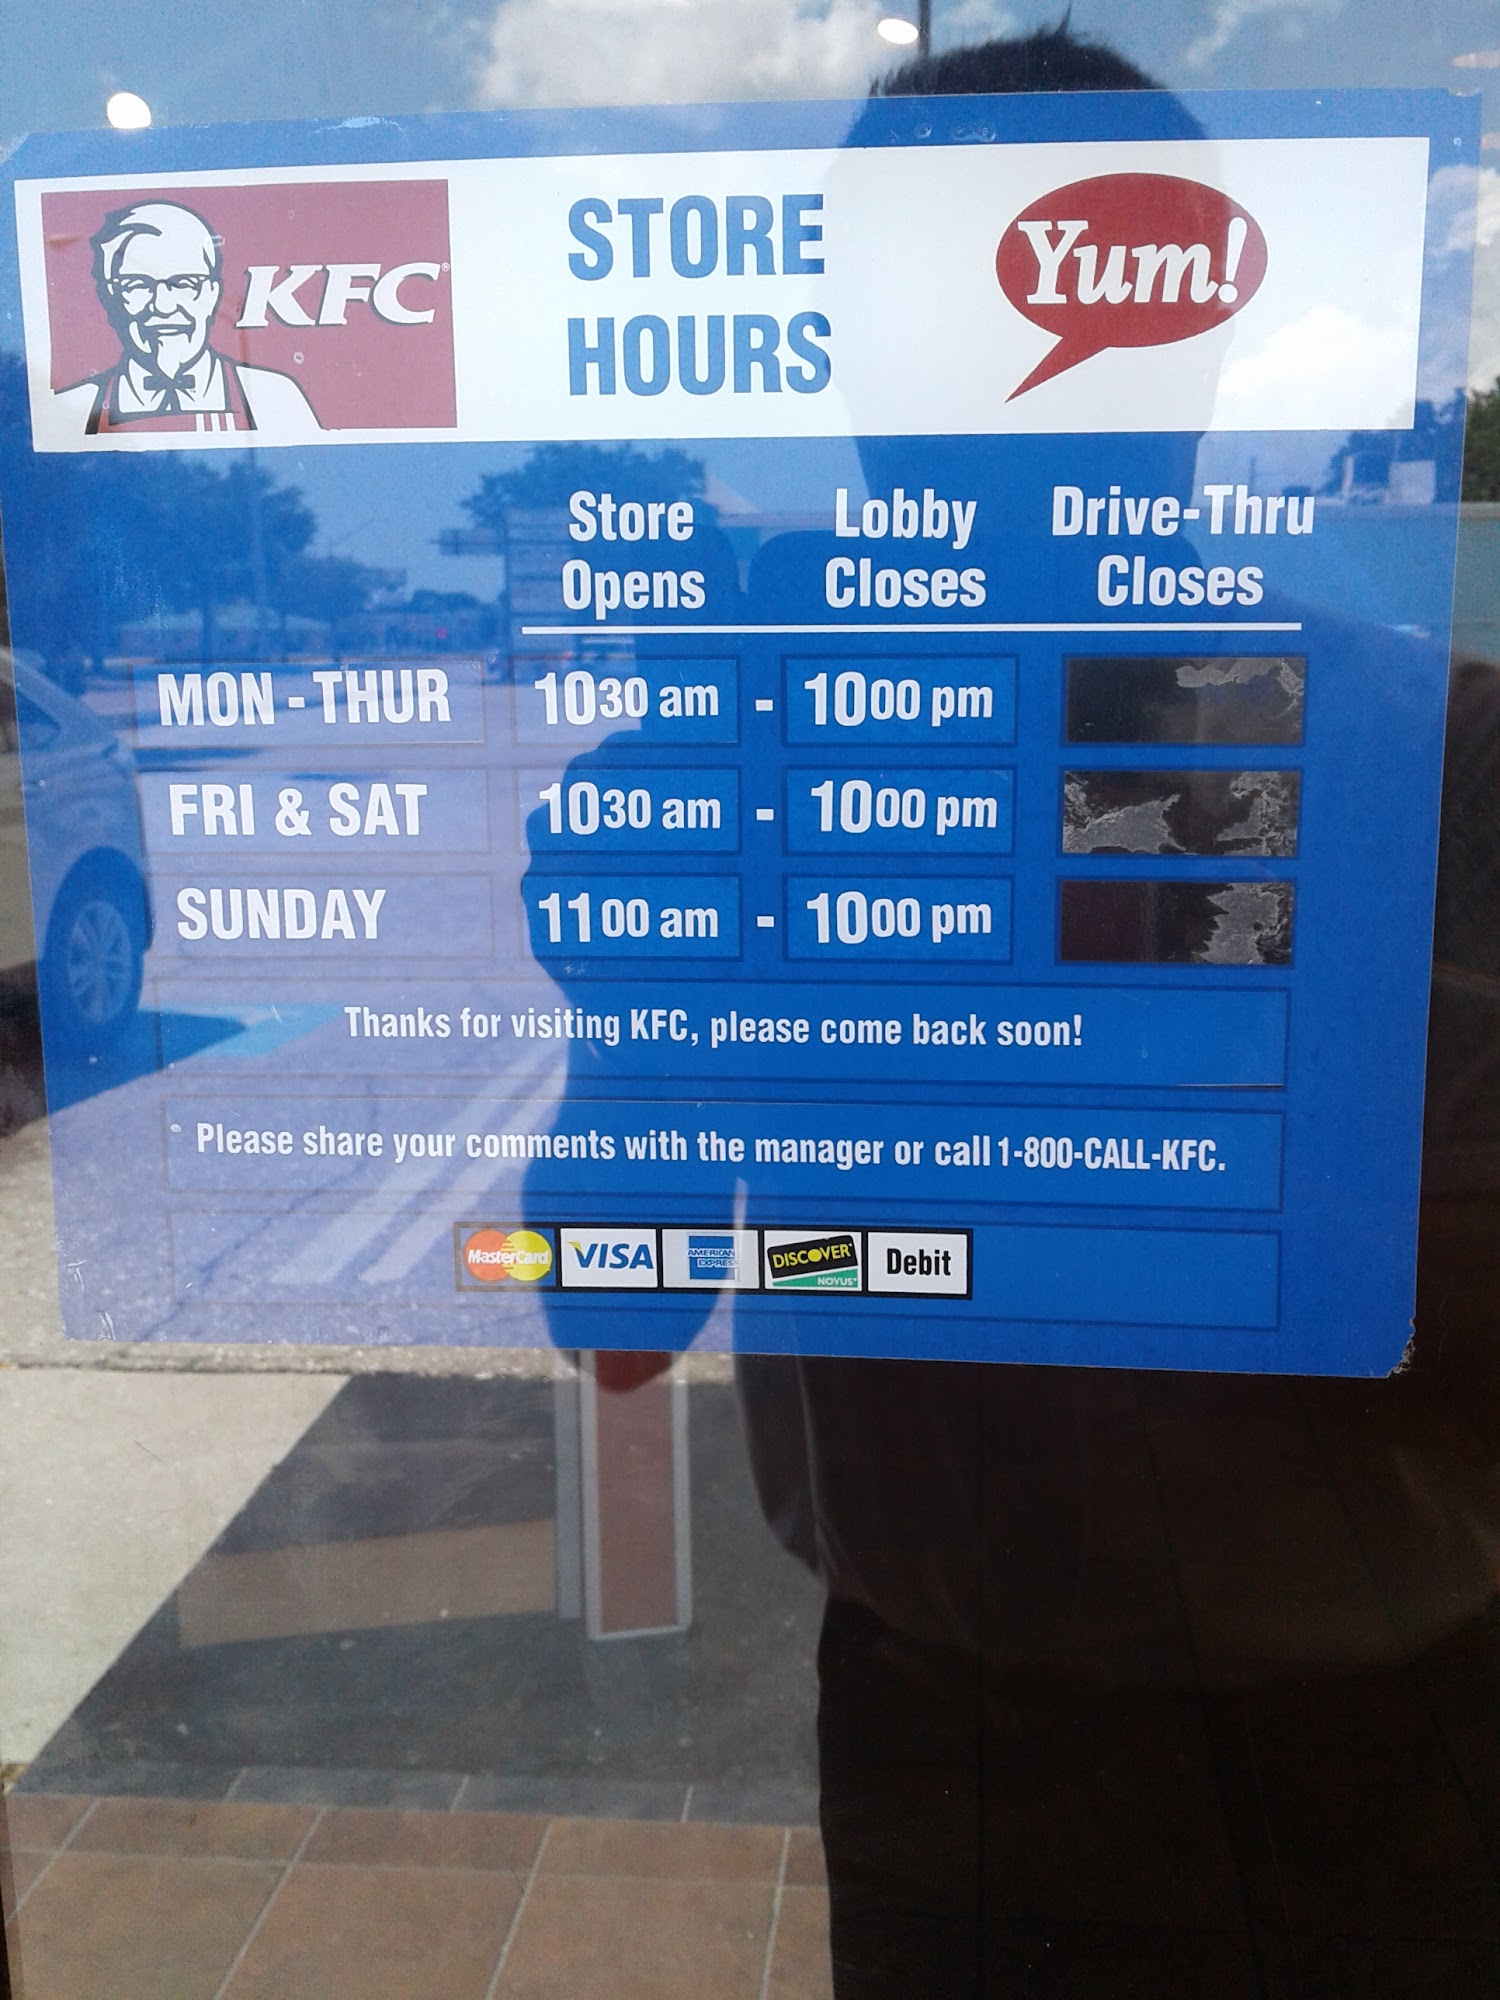 KFC
STORE
HOURS
Yum!
Store
Opens
Lobby
Closes
Drive-Thru
Closes
MON - THUR 1030 am - 1000 pm
FRI & SAT 1030 am - 1000 pm
SUNDAY 1100 am - 1000 pm
Thanks for visiting KFC, please come back soon!
Please share your comments with the manager or call 1-800-CALL-KFC.
MasterCard VISA AMERICAN EXPRESS DISCOVER NOVUS Debit